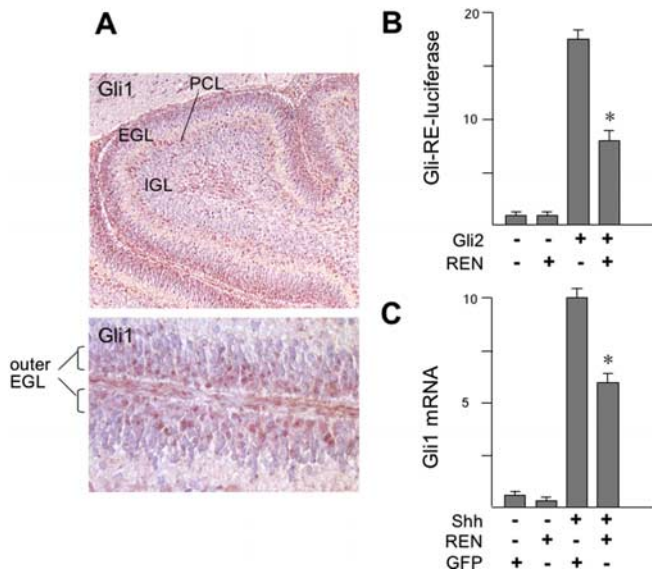 A
Gli1
PCL
EGL
IGL
Gli1
outer
EGL
B
Gli-RE-luciferase
20
10
*
Gli2 - - + +
REN - + - +
C
Gli1 mRNA
10
5
*
Shh - - + +
REN - + - +
GFP + - + -